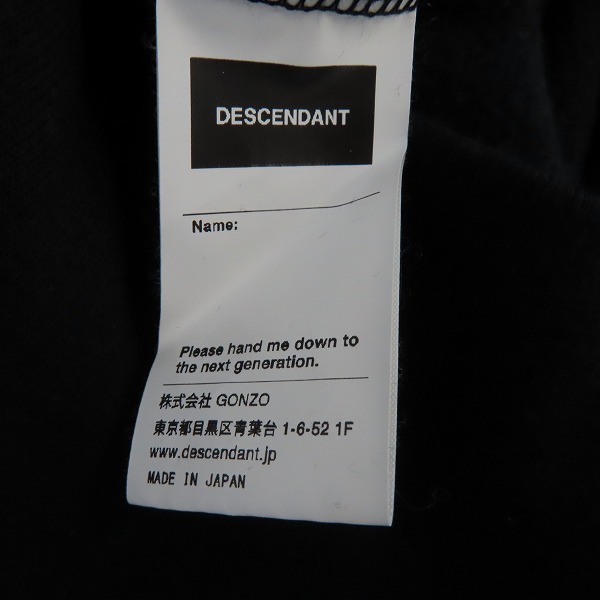 DESCENDANT
Name:
Please hand me down to
the next generation.
株式会社 GONZO
東京都目黒区青葉台 1-6-52 1F
www.descendant.jp
MADE IN JAPAN